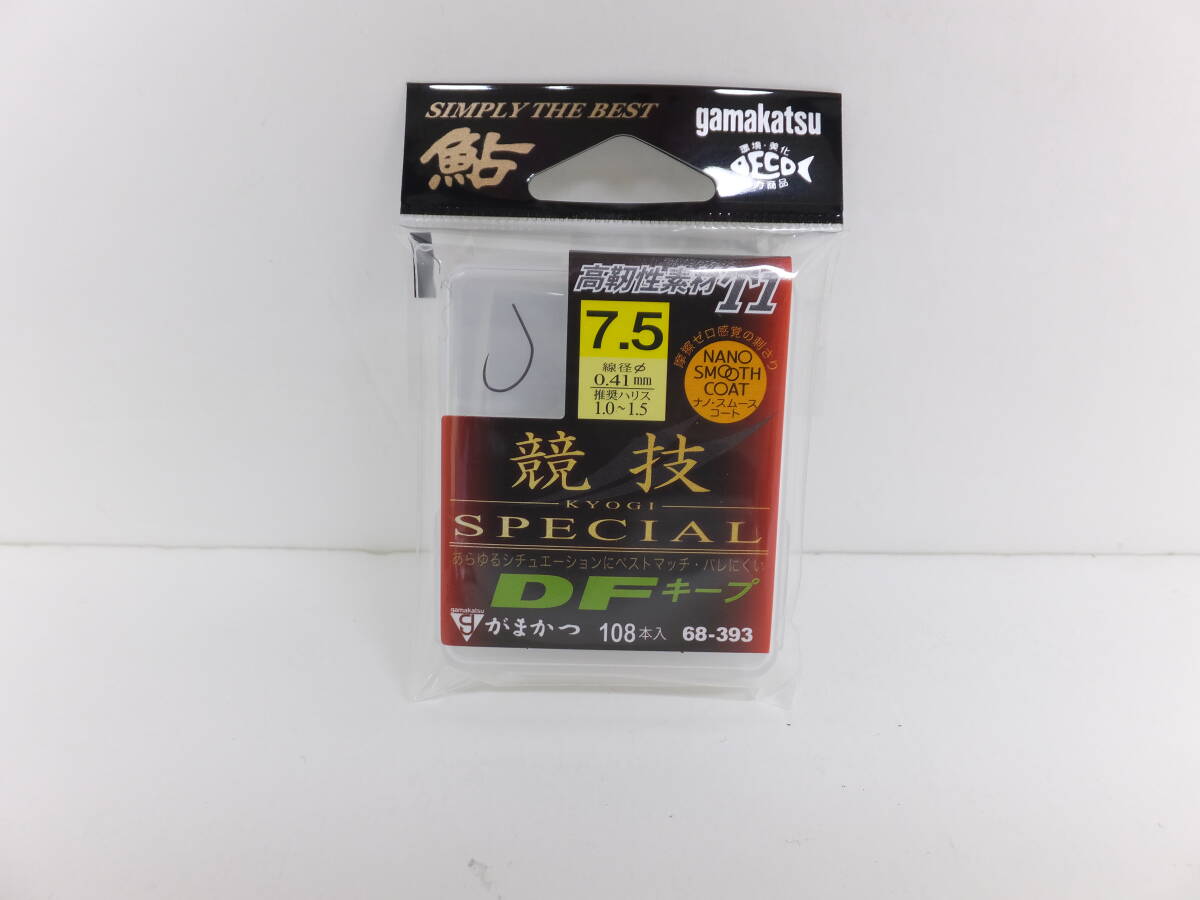 SIMPLY THE BEST
鮎
gamakatsu
環境・美化
ECO
商品
高靭性素材T1
7.5
線径φ
0.41mm
推奨ハリス
1.0~1.5
摩擦ゼロ感覚の刺さり
NANO
SMOOTH
COAT
ナノ・スムース
コート
競技
KYOGI
SPECIAL
あらゆるシチュエーションにベストマッチ・バレにくい
DFキープ
gamakatsu
g がまかつ 108本入 68-393